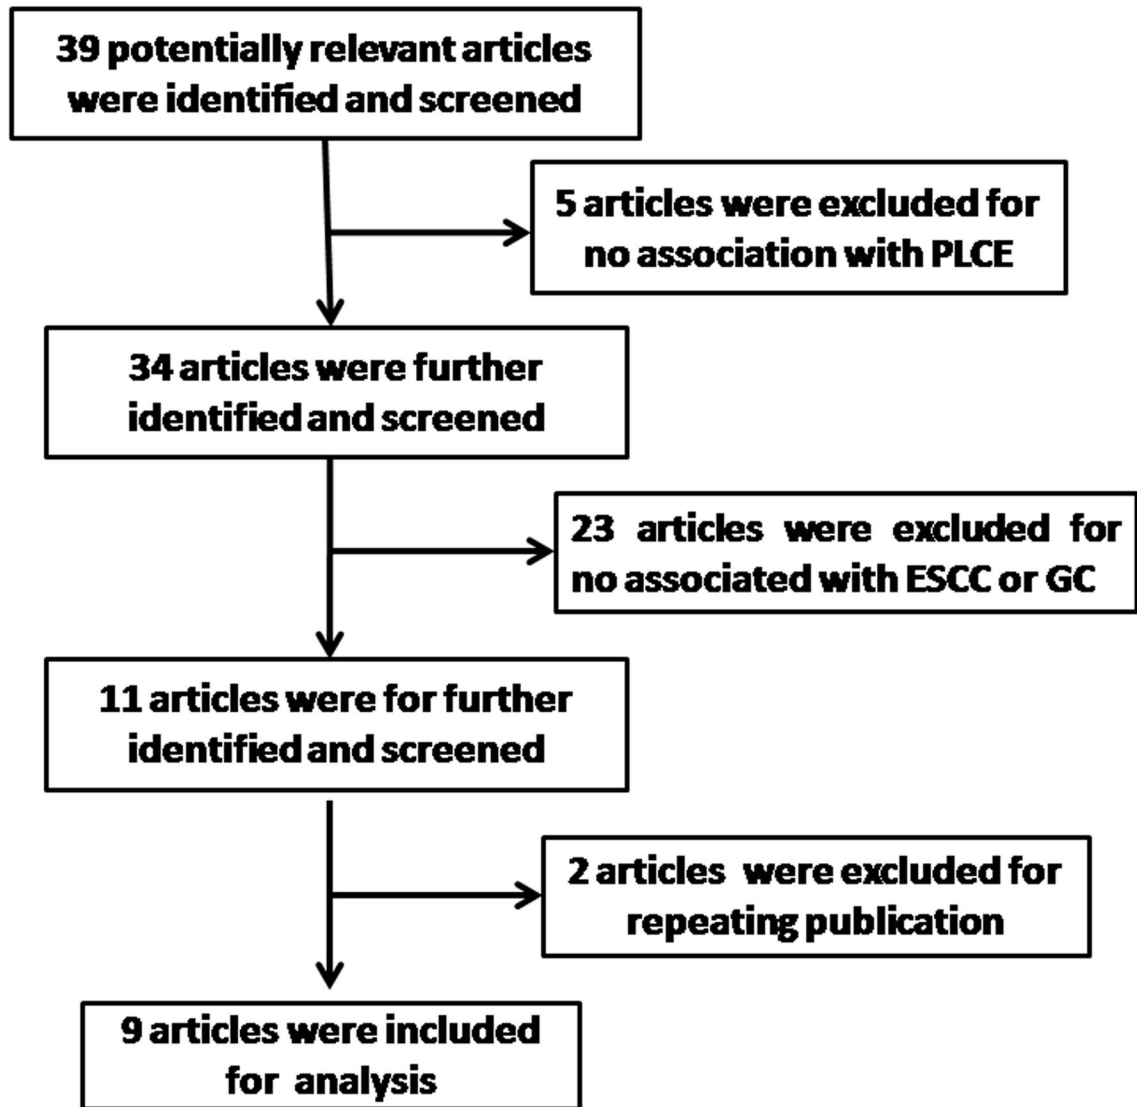 39 potentially relevant articles
were identified and screened
5 articles were excluded for
no association with PLCE
34 articles were further
identified and screened
23 articles were excluded for
no associated with ESCC or GC
11 articles were for further
identified and screened
2 articles were excluded for
repeating publication
9 articles were included
for analysis